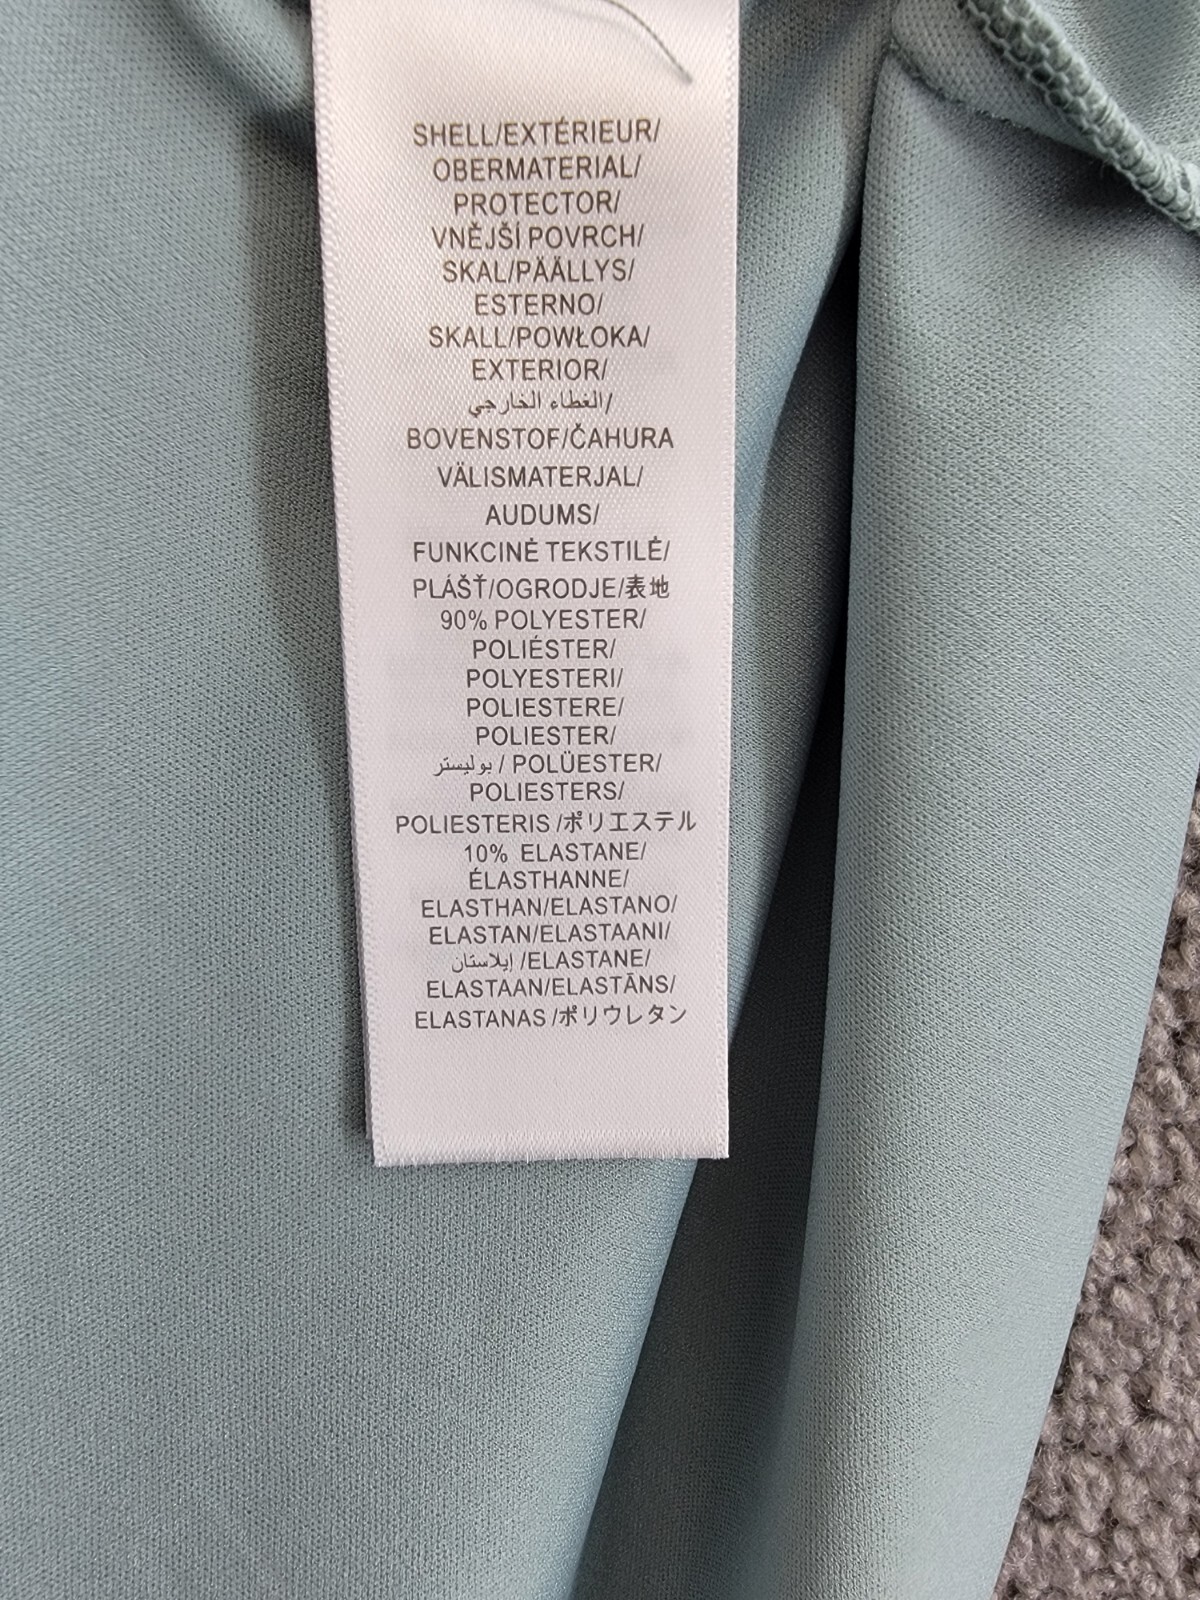 SHELL/EXTÉRIEUR/
OBERMATERIAL/
PROTECTOR/
VNĚJŠÍ POVRCH/
SKAL/PÄÄLLYS/
ESTERNO/
SKALL/POWŁOKA/
EXTERIOR/
الغطاء الخارجي/
BOVENSTOF/ČAHURA
VÄLISMATERJAL/
AUDUMS/
FUNKCINĖ TEKSTILĖ/
PLÁŠŤ/OGRODJE/表地
90% POLYESTER/
POLIÉSTER/
POLYESTERI/
POLIESTERE/
POLIESTER/
بوليستر / POLÜESTER/
POLIESTERS/
POLIESTERIS /ポリエステル
10% ELASTANE/
ÉLASTHANNE/
ELASTHAN/ELASTANO/
ELASTAN/ELASTAANI/
إيلاستان /ELASTANE/
ELASTAAN/ELASTĀNS/
ELASTANAS /ポリウレタン